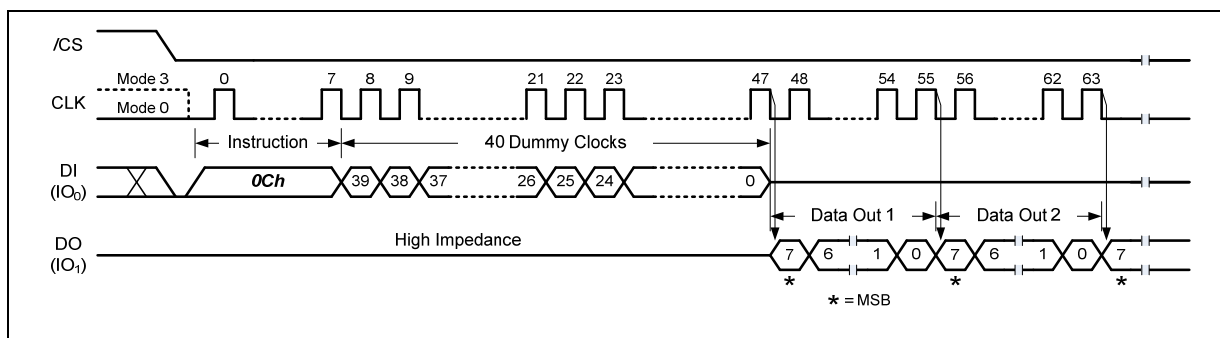 /CS
Mode 3 0 7 8 9 21 22 23 47 48 54 55 56 62 63
CLK
Mode 0
Instruction 40 Dummy Clocks
DI
(IO₀)
0Ch 39 38 37 26 25 24 0
Data Out 1 Data Out 2
DO
(IO₁)
High Impedance
7 6 1 0 7 6 1 0 7
* * *
* = MSB